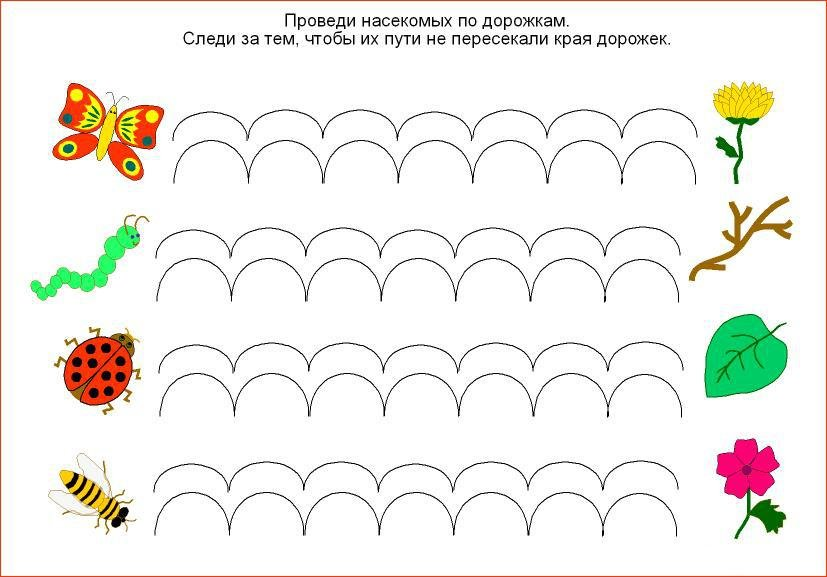 Проведи насекомых по дорожкам.
Следи за тем, чтобы их пути не пересекали края дорожек.